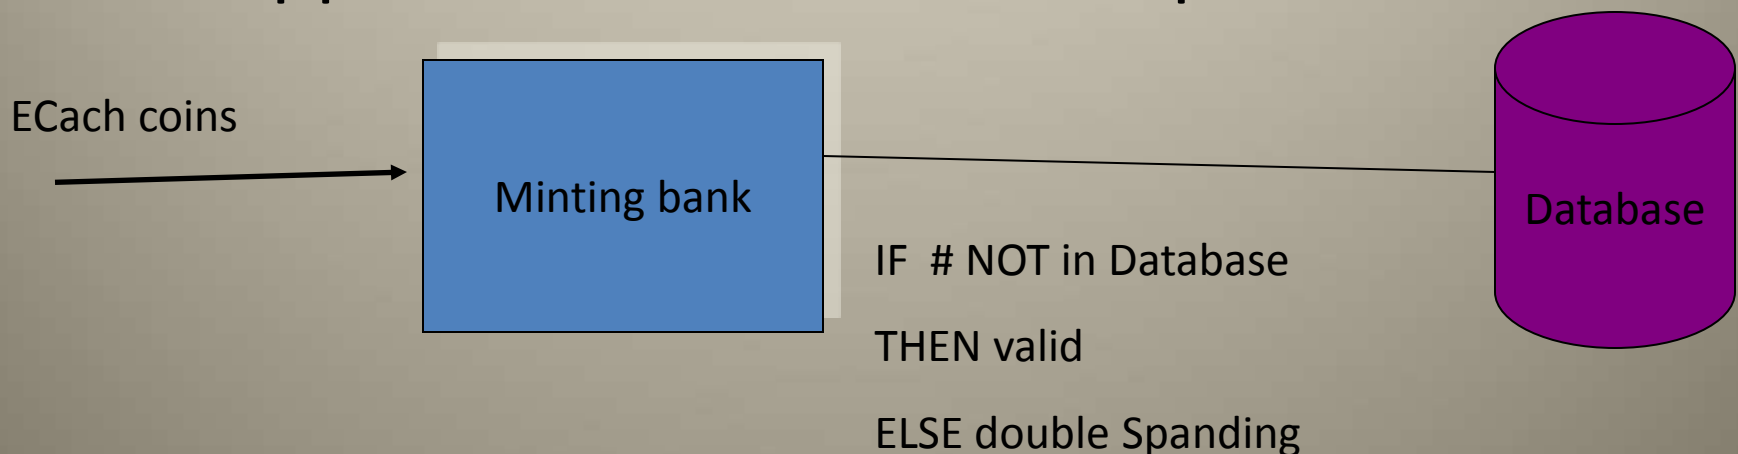 ECach coins
Minting bank
Database
IF # NOT in Database
THEN valid
ELSE double Spanding